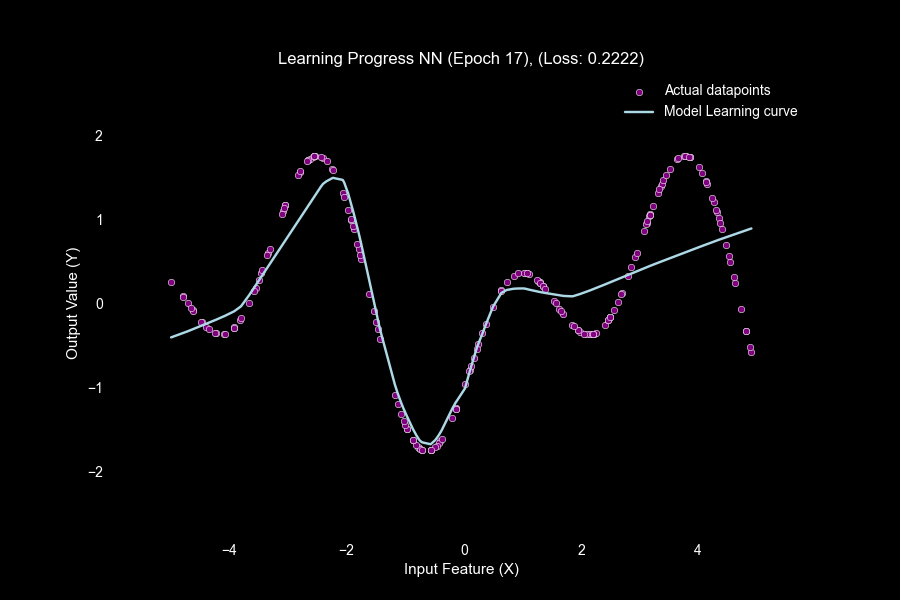 Learning Progress NN (Epoch 17), (Loss: 0.2222)
Actual datapoints
Model Learning curve
2
1
0
−1
−2
Output Value (Y)
−4
−2
0
2
4
Input Feature (X)